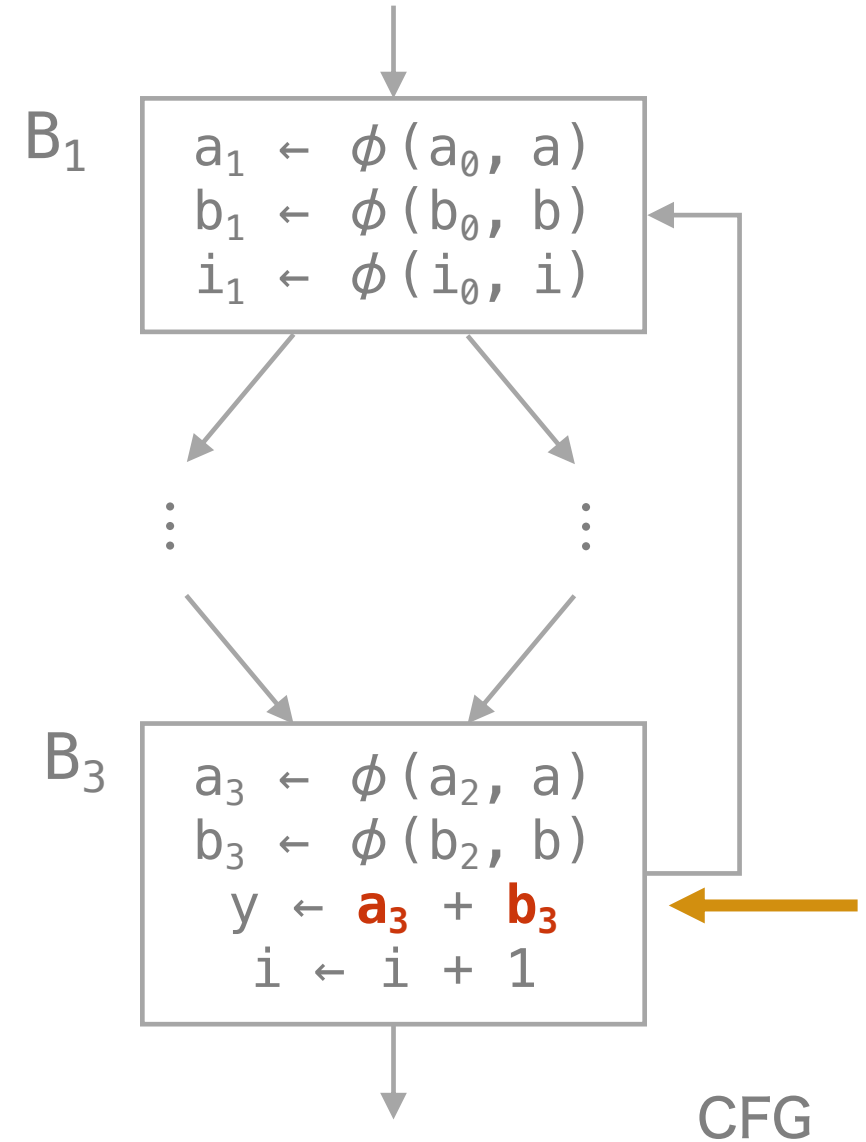 B₁
a₁ ← ϕ(a₀, a)
b₁ ← ϕ(b₀, b)
i₁ ← ϕ(i₀, i)
⋮ ⋮
B₃
a₃ ← ϕ(a₂, a)
b₃ ← ϕ(b₂, b)
y ← a₃ + b₃
i ← i + 1
CFG